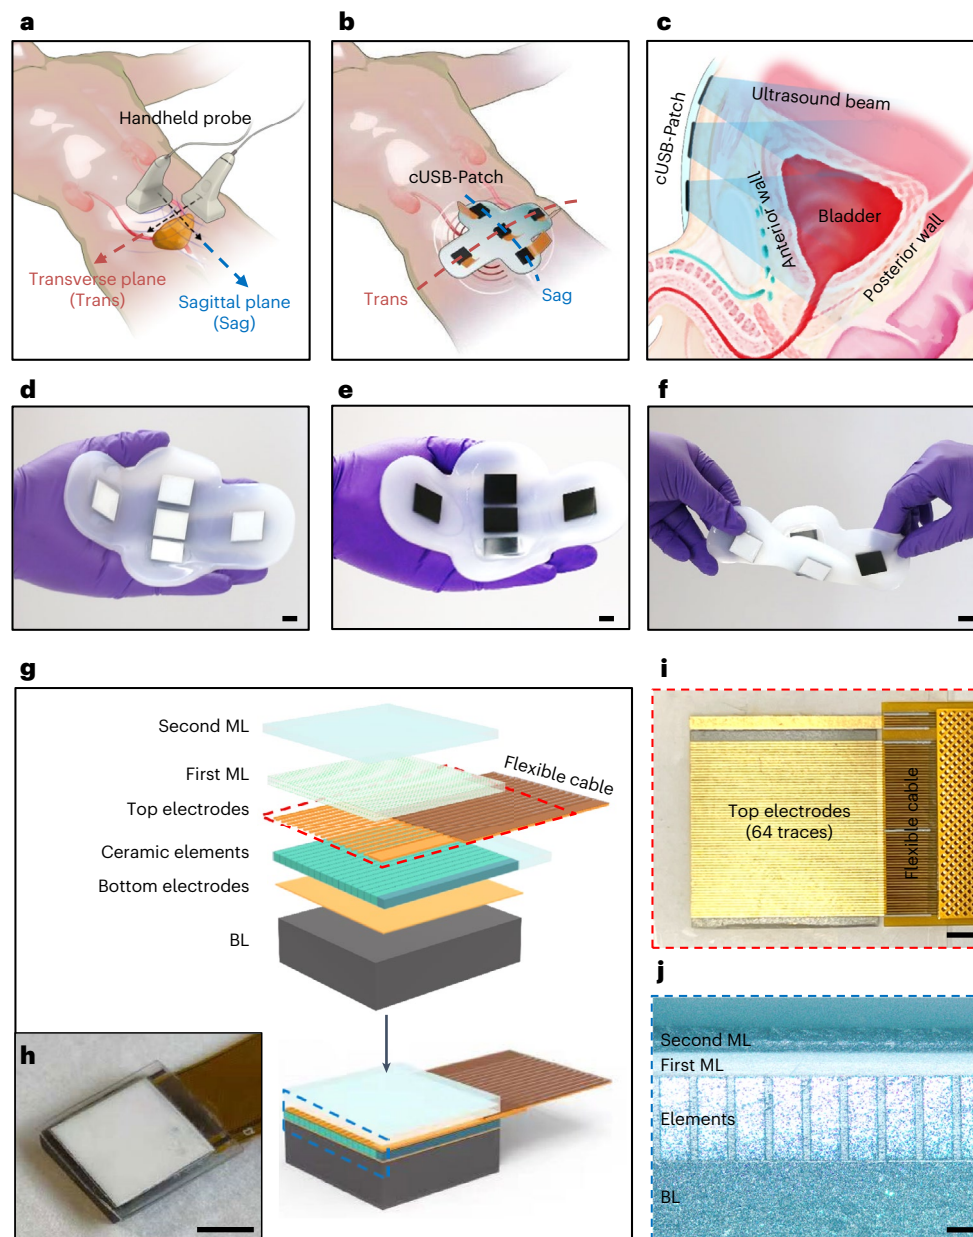 a
b
c
Handheld probe
Transverse plane
(Trans)
Sagittal plane
(Sag)
cUSB-Patch
Trans
Sag
cUSB-Patch
Ultrasound beam
Anterior wall
Bladder
Posterior wall
d
e
f
g
Second ML
First ML
Flexible cable
Top electrodes
Ceramic elements
Bottom electrodes
BL
h
i
Top electrodes
(64 traces)
Flexible cable
j
Second ML
First ML
Elements
BL